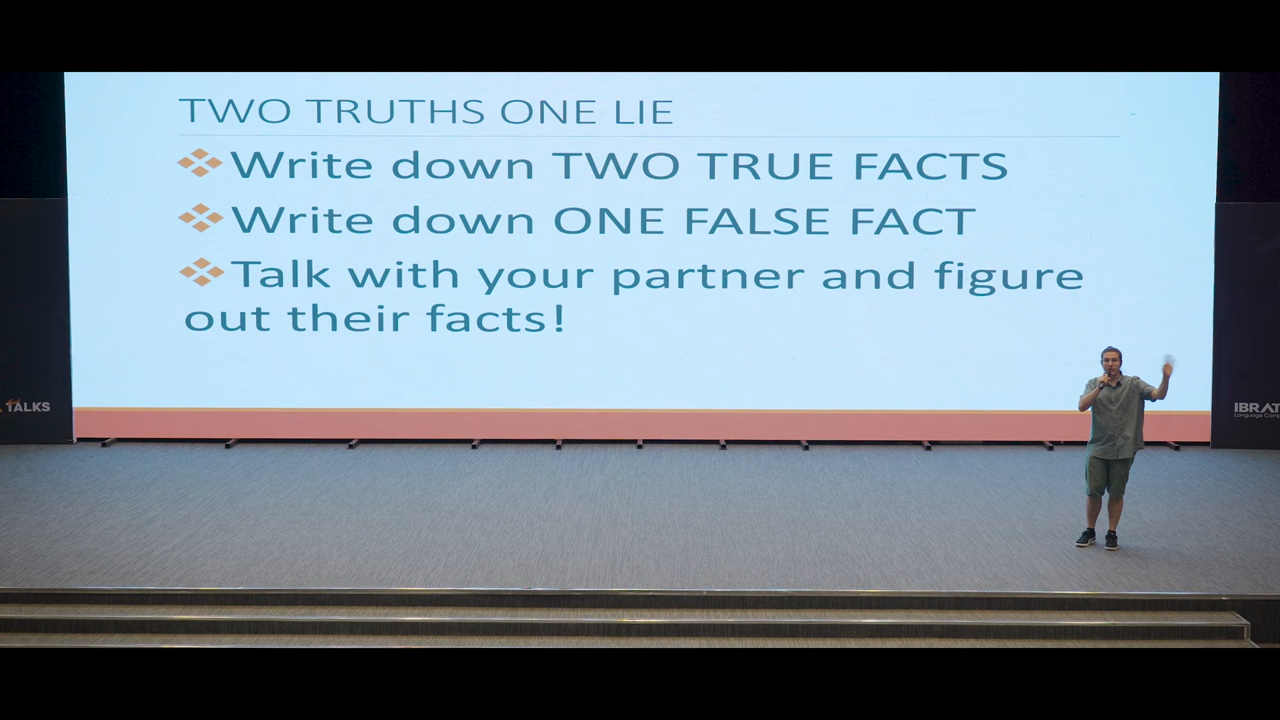 TWO TRUTHS ONE LIE
Write down TWO TRUE FACTS
Write down ONE FALSE FACT
Talk with your partner and figure
out their facts!
TALKS
IBRAT
Language